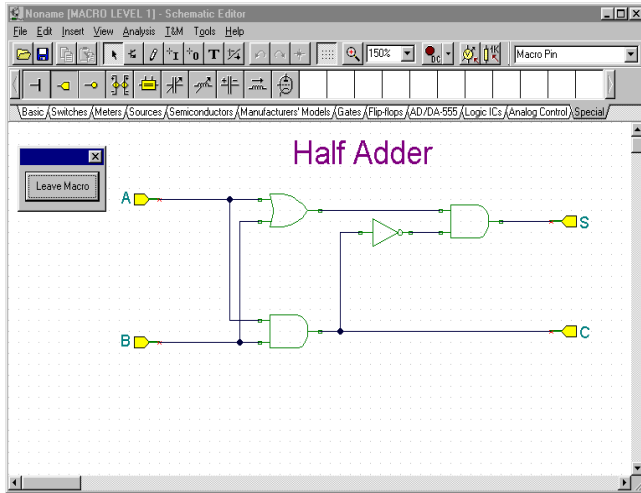 Noname [MACRO LEVEL 1] - Schematic Editor
File Edit Insert View Analysis T&M Tools Help
T 150% DC Macro Pin
Basic Switches Meters Sources Semiconductors Manufacturers' Models Gates Flip-flops AD/DA-555 Logic ICs Analog Control Special
Half Adder
Leave Macro
A
S
B
C